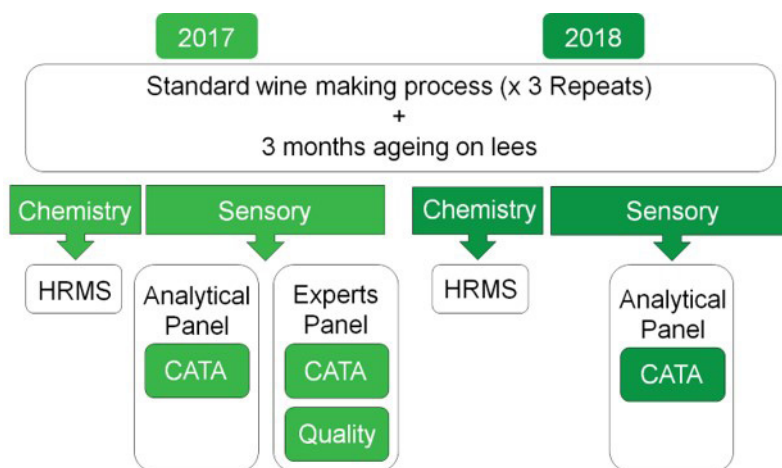 2017
2018
Standard wine making process (x 3 Repeats)
+
3 months ageing on lees
Chemistry
Sensory
Chemistry
Sensory
HRMS
Analytical
Panel
CATA
Experts
Panel
CATA
Quality
HRMS
Analytical
Panel
CATA